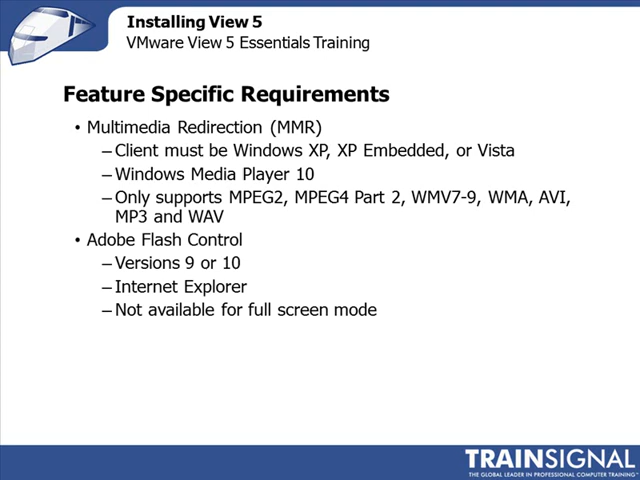 Installing View 5
VMware View 5 Essentials Training
Feature Specific Requirements
• Multimedia Redirection (MMR)
– Client must be Windows XP, XP Embedded, or Vista
– Windows Media Player 10
– Only supports MPEG2, MPEG4 Part 2, WMV7-9, WMA, AVI,
MP3 and WAV
• Adobe Flash Control
– Versions 9 or 10
– Internet Explorer
– Not available for full screen mode
TRAINSIGNAL
THE GLOBAL LEADER IN PROFESSIONAL COMPUTER TRAINING